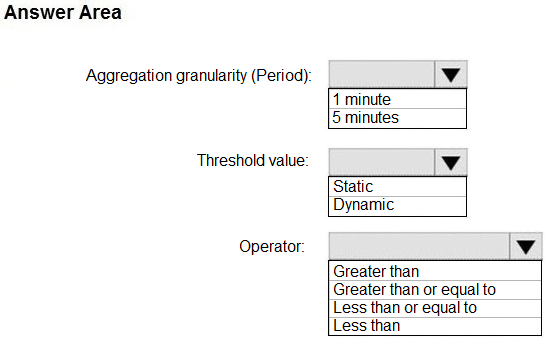 Answer Area
Aggregation granularity (Period):
1 minute
5 minutes
Threshold value:
Static
Dynamic
Operator:
Greater than
Greater than or equal to
Less than or equal to
Less than